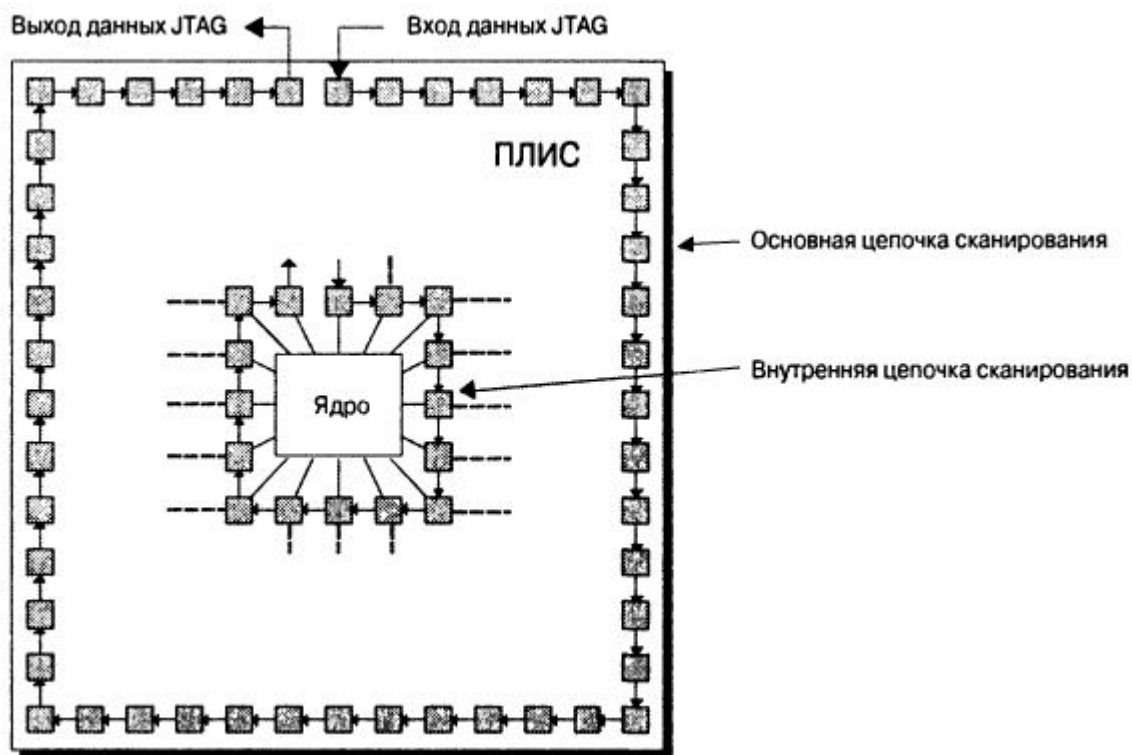 Выход данных JTAG
Вход данных JTAG
ПЛИС
Основная цепочка сканирования
Внутренняя цепочка сканирования
Ядро